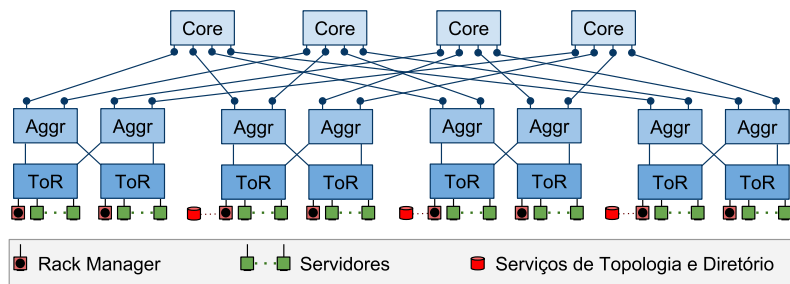 Core Core Core Core
Aggr Aggr Aggr Aggr Aggr Aggr Aggr Aggr
ToR ToR ToR ToR ToR ToR ToR ToR
Rack Manager Servidores Serviços de Topologia e Diretório